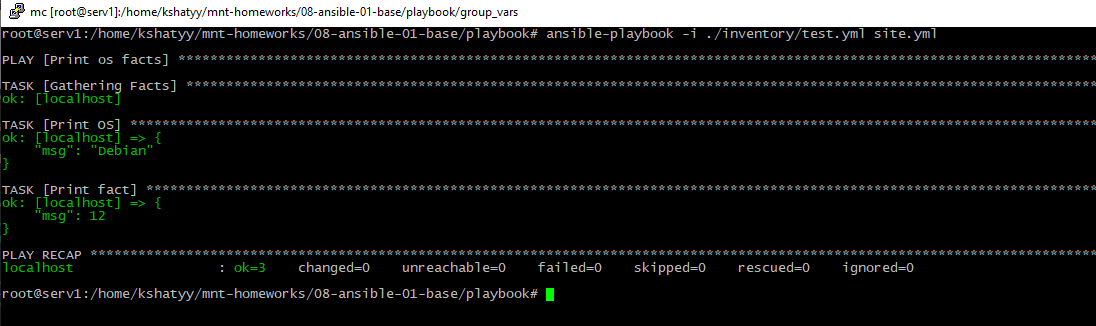 mc [root@serv1]:/home/kshatyy/mnt-homeworks/08-ansible-01-base/playbook/group_vars
root@serv1:/home/kshatyy/mnt-homeworks/08-ansible-01-base/playbook# ansible-playbook -i ./inventory/test.yml site.yml
PLAY [Print os facts] ********************************************************************************************************************
TASK [Gathering Facts] *******************************************************************************************************************
ok: [localhost]
TASK [Print OS] **************************************************************************************************************************
ok: [localhost] => {
    "msg": "Debian"
}
TASK [Print fact] ************************************************************************************************************************
ok: [localhost] => {
    "msg": 12
}
PLAY RECAP *******************************************************************************************************************************
localhost                  : ok=3    changed=0    unreachable=0    failed=0    skipped=0    rescued=0    ignored=0
root@serv1:/home/kshatyy/mnt-homeworks/08-ansible-01-base/playbook#